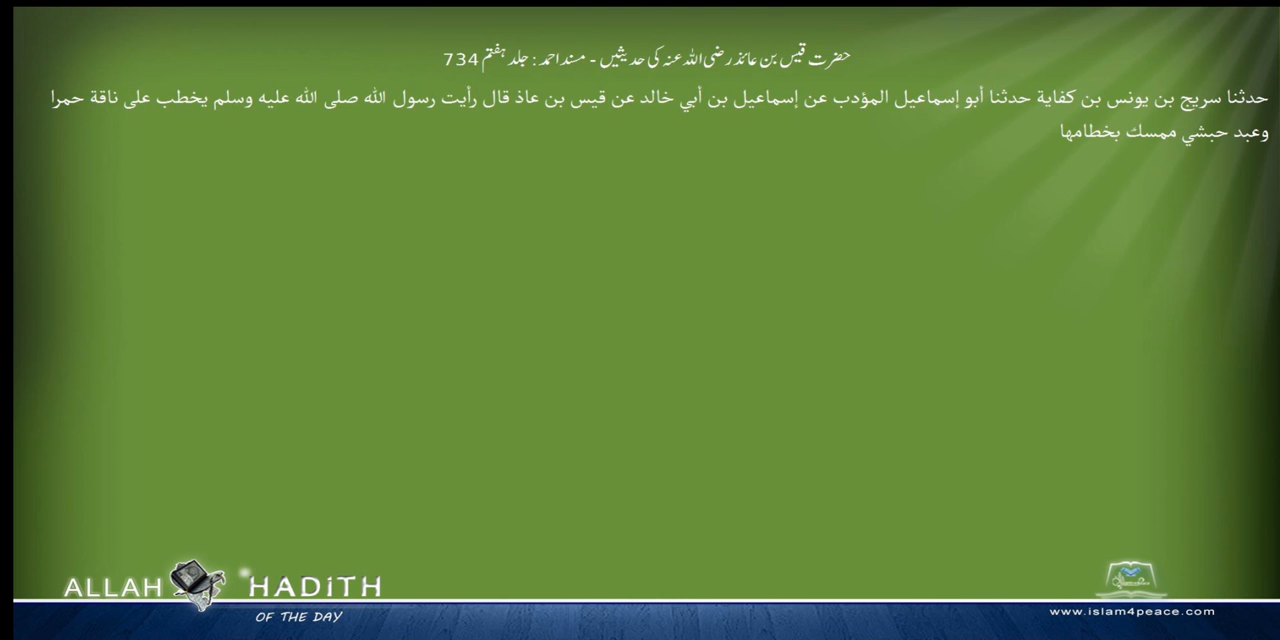 حضرت قیس بن عائذ رضی اللہ عنہ کی حدیثیں - مسند احمد : جلد ہفتم 734
حدثنا سريج بن يونس بن كفاية حدثنا أبو إسماعيل المؤدب عن إسماعيل بن أبي خالد عن قيس بن عاذ قال رأيت رسول الله صلى الله عليه وسلم يخطب على ناقة حمرا
وعبد حبشي ممسك بخطامها
ALLAH HADITH
OF THE DAY
www.islam4peace.com